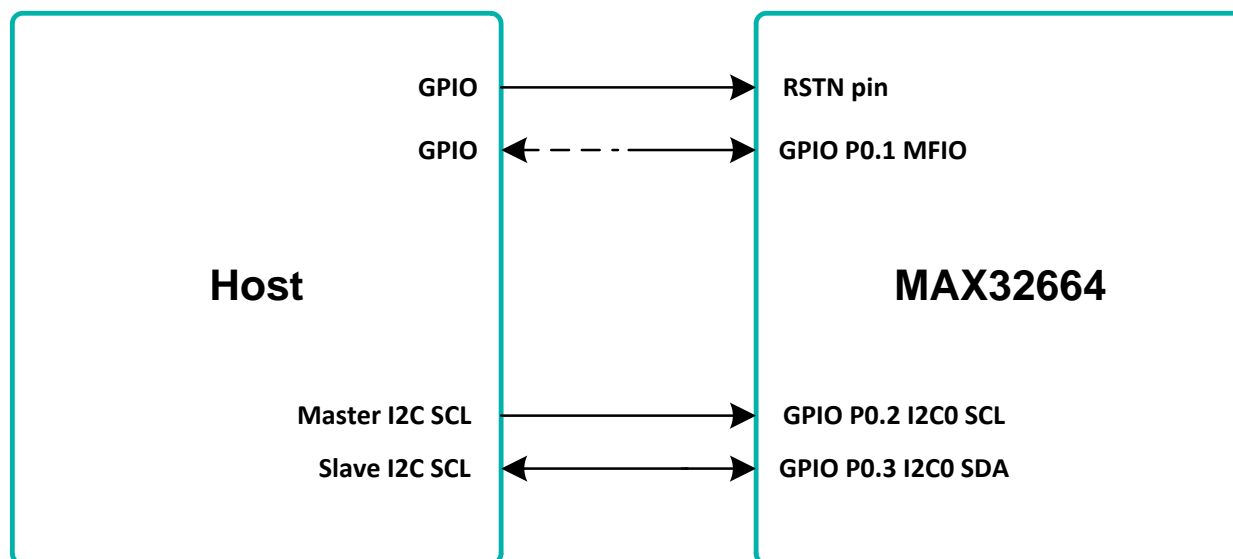 GPIO
RSTN pin
GPIO
GPIO P0.1 MFIO
Host
MAX32664
Master I2C SCL
GPIO P0.2 I2C0 SCL
Slave I2C SCL
GPIO P0.3 I2C0 SDA